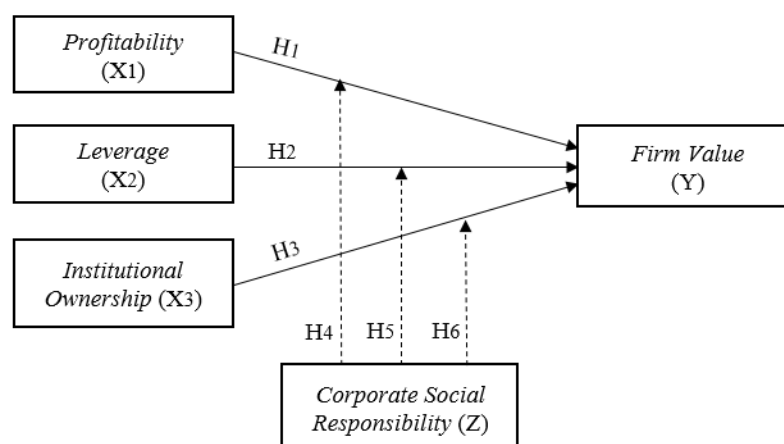 Profitability
(X1)
H1
Leverage
(X2)
H2
Firm Value
(Y)
Institutional
Ownership (X3)
H3
H4
H5
H6
Corporate Social
Responsibility (Z)